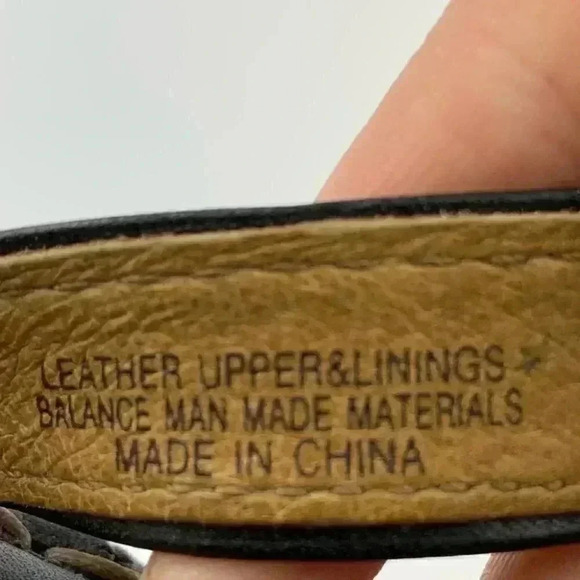 LEATHER UPPER&LININGS
BALANCE MAN MADE MATERIALS
MADE IN CHINA